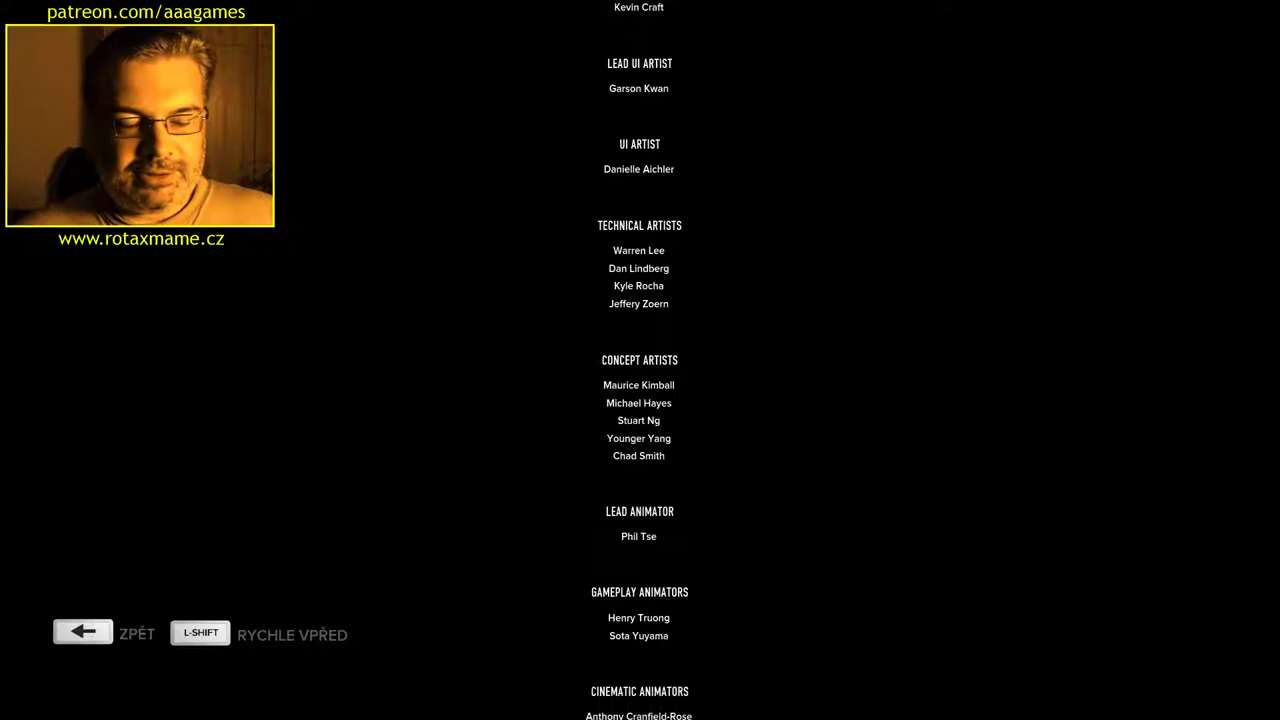 patreon.com/aaagames
www.rotaxmame.cz
Kevin Craft
LEAD UI ARTIST
Garson Kwan
UI ARTIST
Danielle Aichler
TECHNICAL ARTISTS
Warren Lee
Dan Lindberg
Kyle Rocha
Jeffery Zoern
CONCEPT ARTISTS
Maurice Kimball
Michael Hayes
Stuart Ng
Younger Yang
Chad Smith
LEAD ANIMATOR
Phil Tse
GAMEPLAY ANIMATORS
Henry Truong
Sota Yuyama
CINEMATIC ANIMATORS
Anthony Cranfield-Rose
ZPĚT L-SHIFT RYCHLE VPŘED